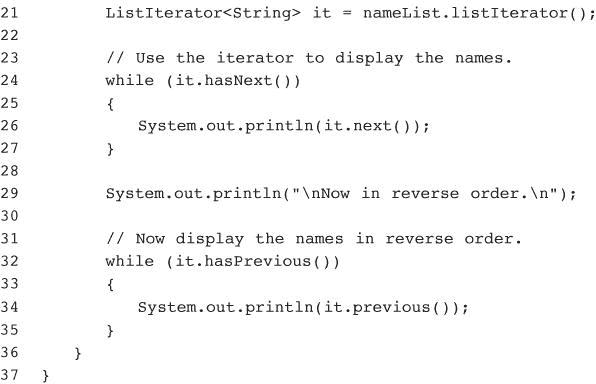 21 ListIterator<String> it = nameList.listIterator();
22
23 // Use the iterator to display the names.
24 while (it.hasNext())
25 {
26 System.out.println(it.next());
27 }
28
29 System.out.println("\nNow in reverse order.\n");
30
31 // Now display the names in reverse order.
32 while (it.hasPrevious())
33 {
34 System.out.println(it.previous());
35 }
36 }
37 }